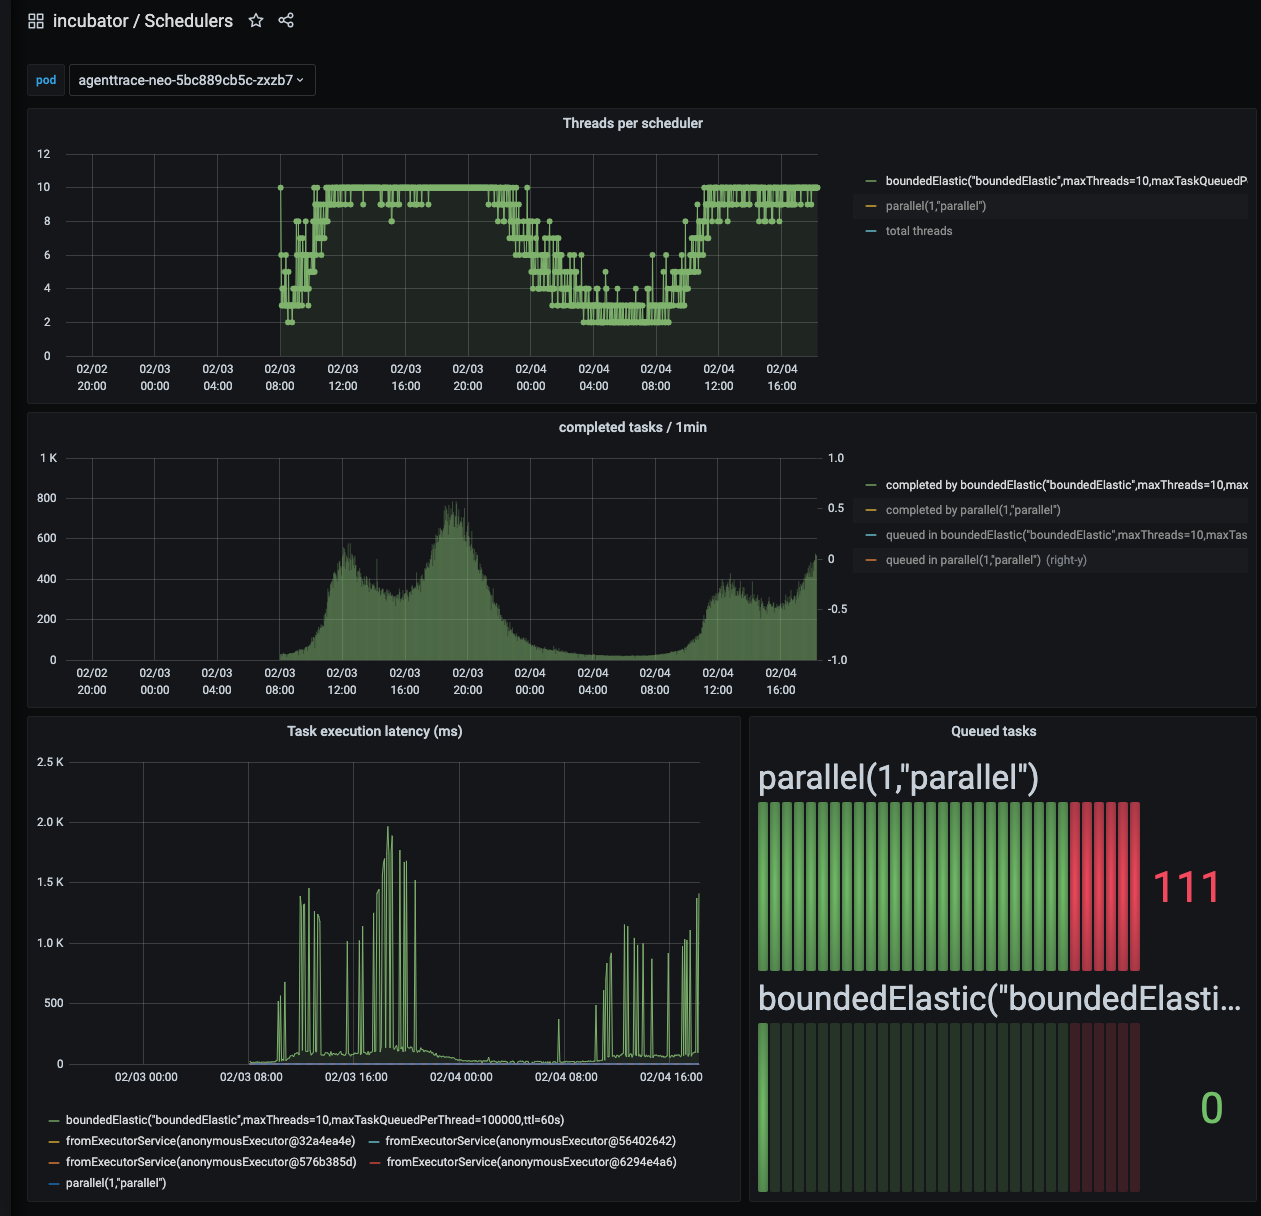 incubator / Schedulers
pod agenttrace-neo-5bc889cb5c-zxzb7
Threads per scheduler
12
10
8
6
4
2
0
02/02 20:00
02/03 00:00
02/03 04:00
02/03 08:00
02/03 12:00
02/03 16:00
02/03 20:00
02/04 00:00
02/04 04:00
02/04 08:00
02/04 12:00
02/04 16:00
boundedElastic("boundedElastic",maxThreads=10,maxTaskQueuedP
parallel(1,"parallel")
total threads
completed tasks / 1min
1 K
800
600
400
200
0
1.0
0.5
0
-0.5
-1.0
02/02 20:00
02/03 00:00
02/03 04:00
02/03 08:00
02/03 12:00
02/03 16:00
02/03 20:00
02/04 00:00
02/04 04:00
02/04 08:00
02/04 12:00
02/04 16:00
completed by boundedElastic("boundedElastic",maxThreads=10,max
completed by parallel(1,"parallel")
queued in boundedElastic("boundedElastic",maxThreads=10,maxTas
queued in parallel(1,"parallel") (right-y)
Task execution latency (ms)
2.5 K
2.0 K
1.5 K
1.0 K
500
0
02/03 00:00
02/03 08:00
02/03 16:00
02/04 00:00
02/04 08:00
02/04 16:00
boundedElastic("boundedElastic",maxThreads=10,maxTaskQueuedPerThread=100000,ttl=60s)
fromExecutorService(anonymousExecutor@32a4ea4e) fromExecutorService(anonymousExecutor@56402642)
fromExecutorService(anonymousExecutor@576b385d) fromExecutorService(anonymousExecutor@6294e4a6)
parallel(1,"parallel")
Queued tasks
parallel(1,"parallel")
111
boundedElastic("boundedElasti...
0